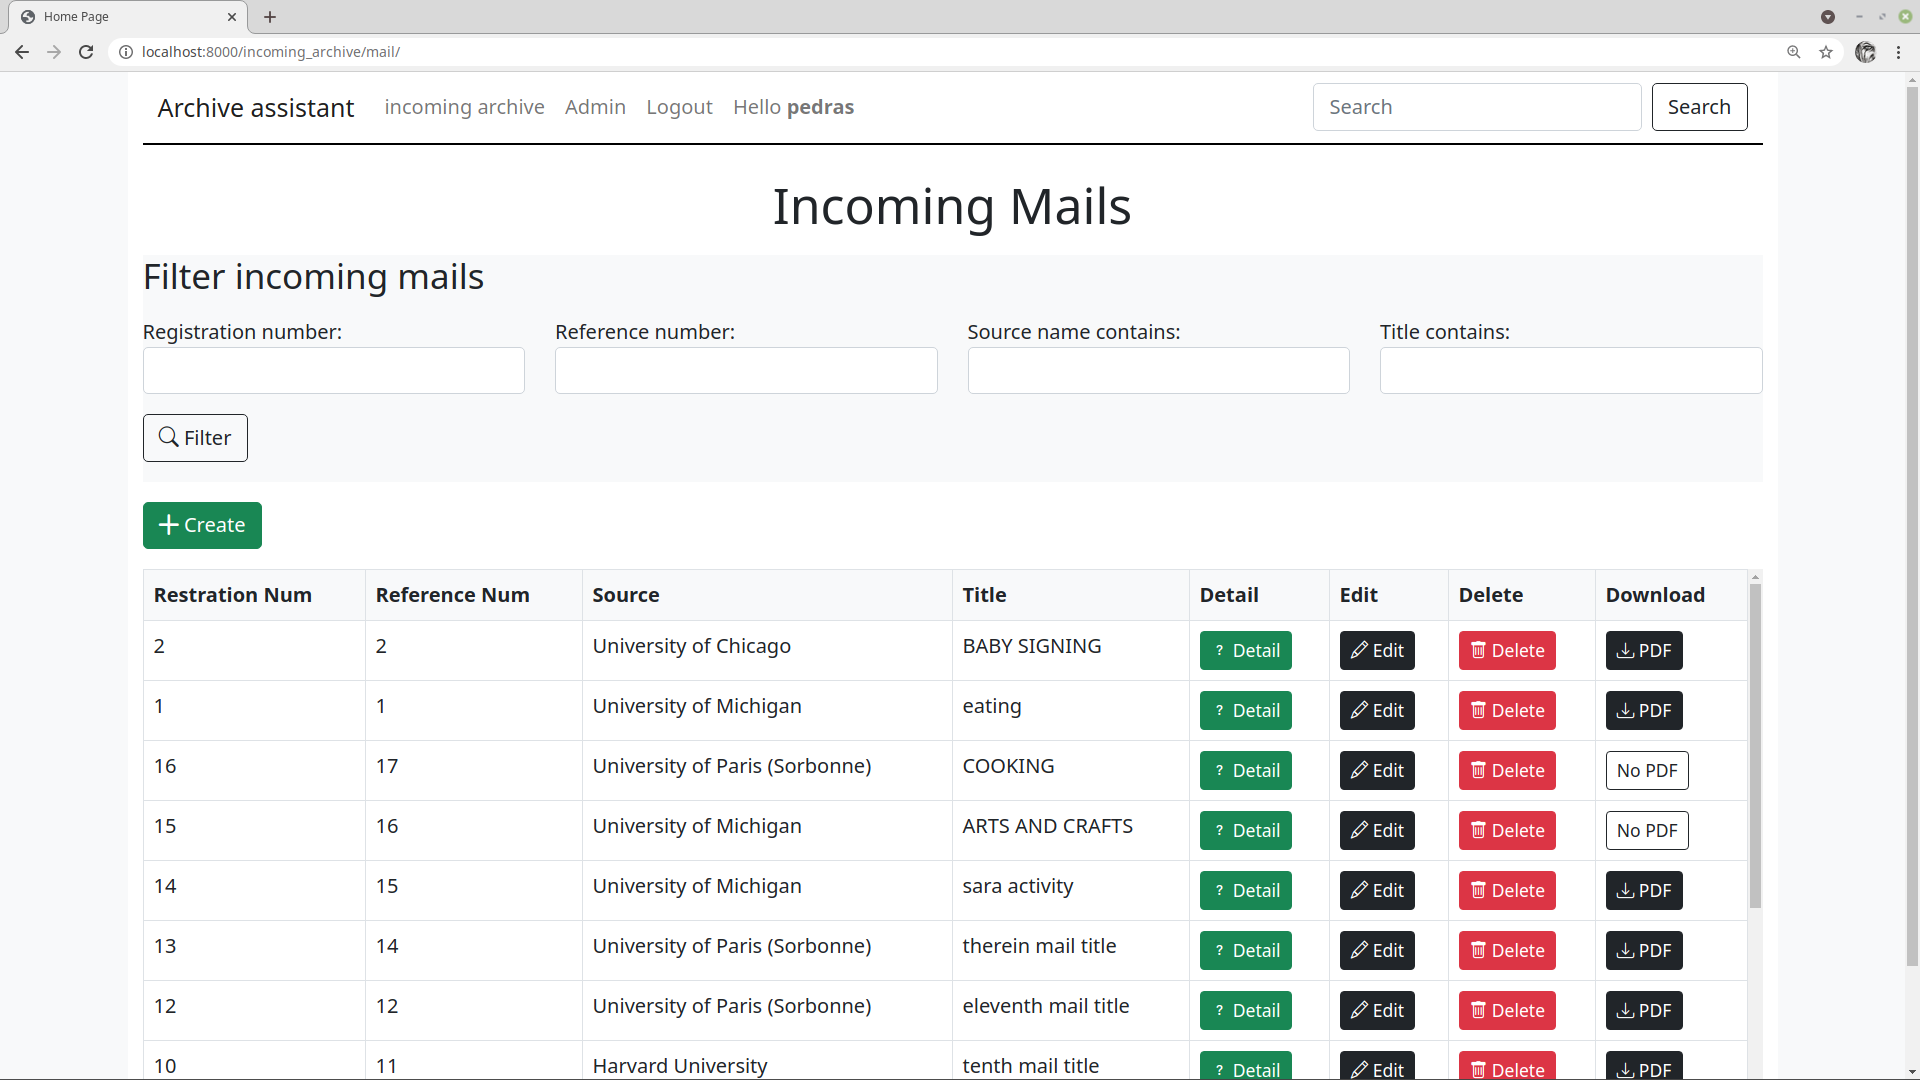 Home Page
localhost:8000/incoming_archive/mail/
Archive assistant incoming archive Admin Logout Hello pedras Search Search
Incoming Mails
Filter incoming mails
Registration number: Reference number: Source name contains: Title contains:
Filter
Create
Restration Num Reference Num Source Title Detail Edit Delete Download
2 2 University of Chicago BABY SIGNING ? Detail Edit Delete PDF
1 1 University of Michigan eating ? Detail Edit Delete PDF
16 17 University of Paris (Sorbonne) COOKING ? Detail Edit Delete No PDF
15 16 University of Michigan ARTS AND CRAFTS ? Detail Edit Delete No PDF
14 15 University of Michigan sara activity ? Detail Edit Delete PDF
13 14 University of Paris (Sorbonne) therein mail title ? Detail Edit Delete PDF
12 12 University of Paris (Sorbonne) eleventh mail title ? Detail Edit Delete PDF
10 11 Harvard University tenth mail title ? Detail Edit Delete PDF